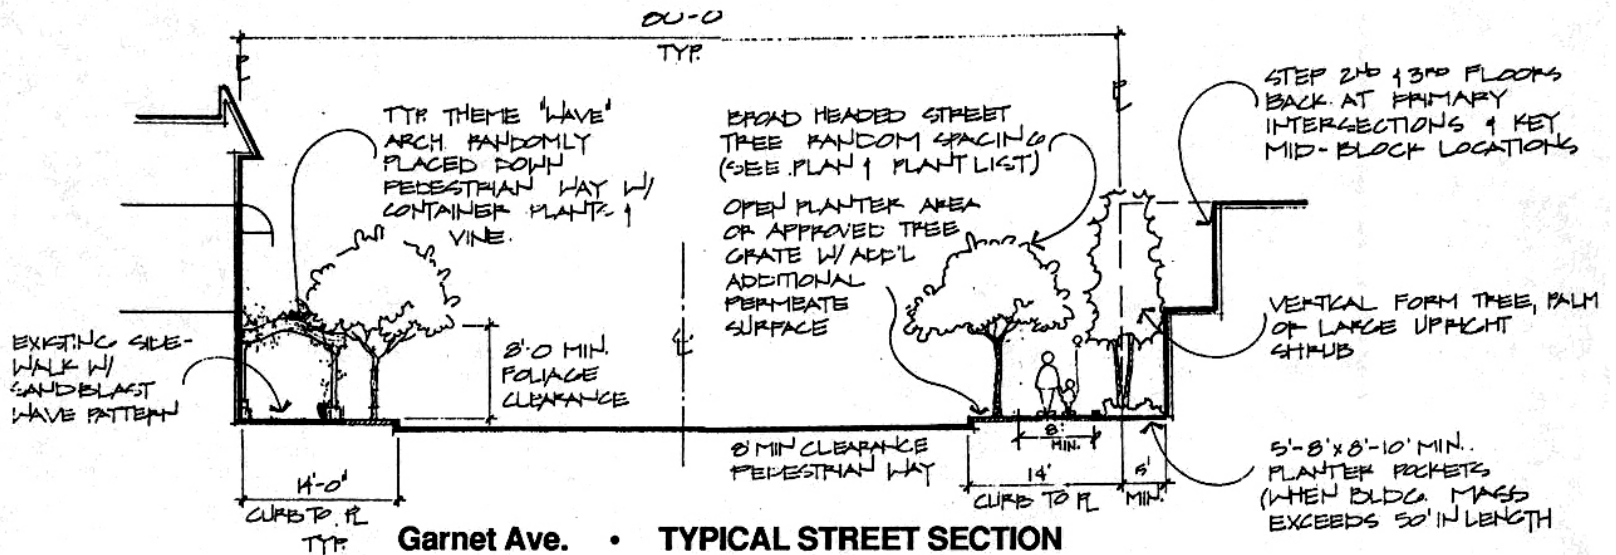 80'-0
TYP.
PL
PL
TYP. THEME "WAVE"
ARCH RANDOMLY
PLACED DOWN
PEDESTRIAN WAY W/
CONTAINER PLANTS &
VINE.
BROAD HEADED STREET
TREE RANDOM SPACING
(SEE PLAN & PLANT LIST)
OPEN PLANTER AREA
OR APPROVED TREE
GRATE W/ ADD'L
ADDITIONAL
PERMEATE
SURFACE
STEP 2ND & 3RD FLOORS
BACK AT PRIMARY
INTERSECTIONS & KEY
MID-BLOCK LOCATIONS
EXISTING SIDE-
WALK W/
SANDBLAST
WAVE PATTERN
8'-0 MIN.
FOLIAGE
CLEARANCE
CL
VERTICAL FORM TREE, PALM
OR LARGE UPRIGHT
SHRUB
8'
MIN.
8' MIN CLEARANCE
PEDESTRIAN WAY
14'-0"
CURB TO PL
TYP.
14'
CURB TO PL
5'
MIN.
5'-8'x8'-10' MIN.
PLANTER POCKETS
(WHEN BLDG. MASS
EXCEEDS 50' IN LENGTH
Garnet Ave. • TYPICAL STREET SECTION